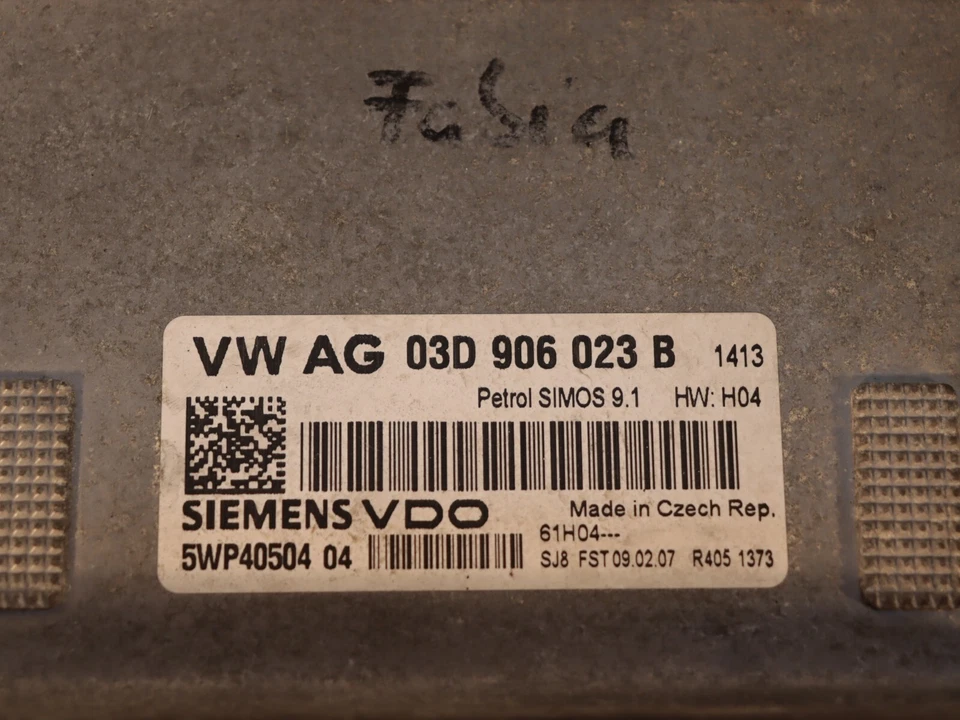 Fabia
VW AG 03D 906 023 B 1413
Petrol SIMOS 9.1 HW: H04
SIEMENS VDO Made in Czech Rep.
61H04---
5WP40504 04 SJ8 FST 09.02.07 R405 1373